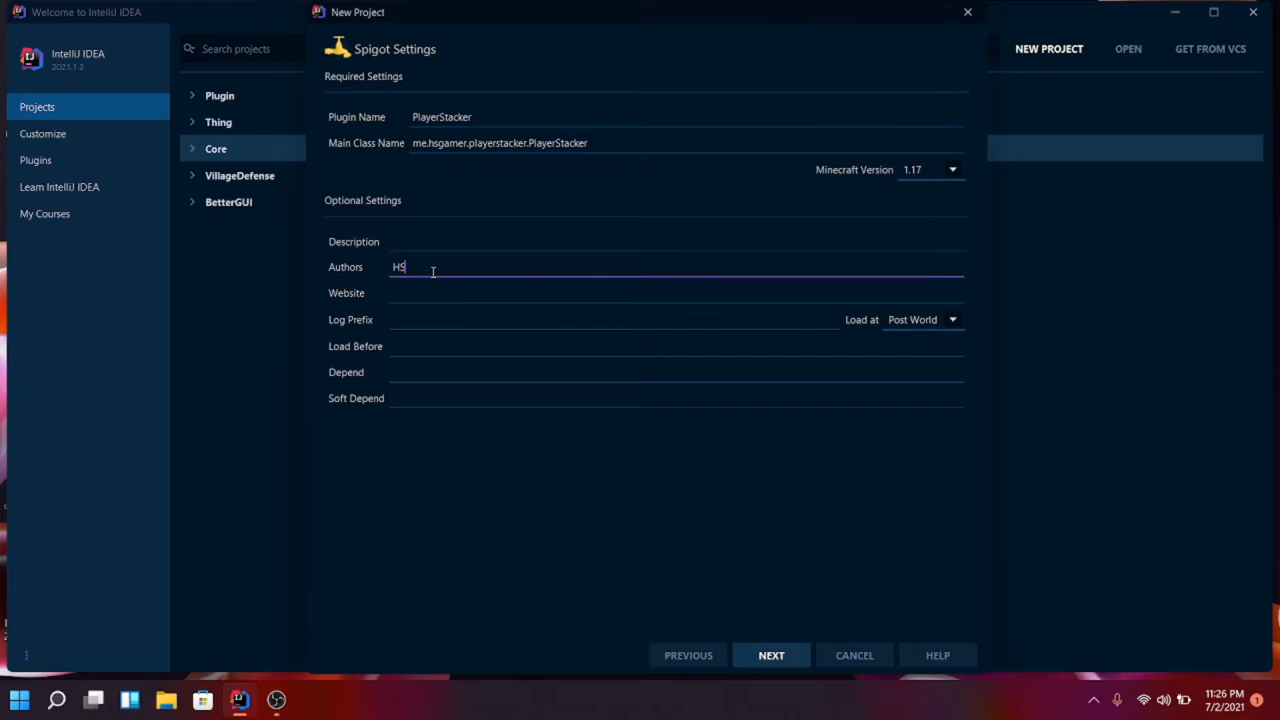 Welcome to IntelliJ IDEA
New Project
IntelliJ IDEA
2021.1.2
Search projects
Spigot Settings
NEW PROJECT
OPEN
GET FROM VCS
Required Settings
Projects
Customize
Plugins
Learn IntelliJ IDEA
My Courses
Plugin
Thing
Core
VillageDefense
BetterGUI
Plugin Name PlayerStacker
Main Class Name me.hsgamer.playerstacker.PlayerStacker
Minecraft Version 1.17
Optional Settings
Description
Authors HS
Website
Log Prefix Load at Post World
Load Before
Depend
Soft Depend
PREVIOUS
NEXT
CANCEL
HELP
11:26 PM
7/2/2021
1